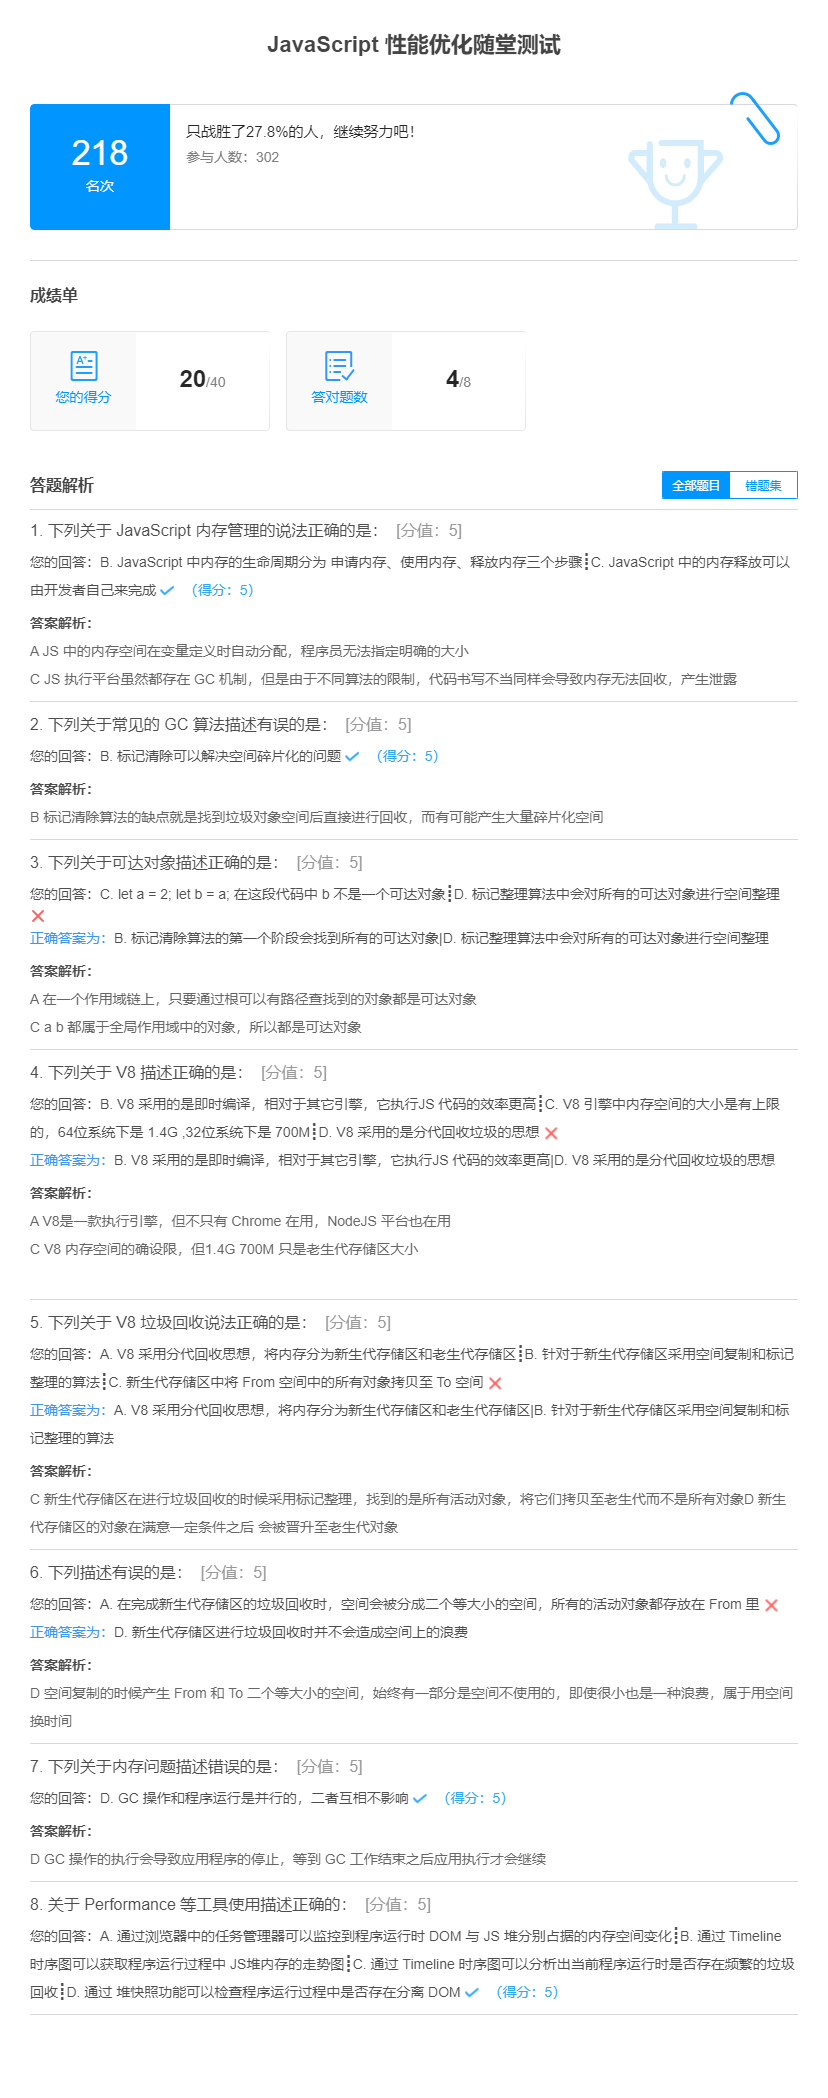 JavaScript 性能优化随堂测试
218
名次
只战胜了27.8%的人，继续努力吧！
参与人数：302
成绩单
A+
您的得分
20/40
答对题数
4/8
答题解析
全部题目
错题集
1. 下列关于 JavaScript 内存管理的说法正确的是： [分值：5]
您的回答：B. JavaScript 中内存的生命周期分为 申请内存、使用内存、释放内存三个步骤┋C. JavaScript 中的内存释放可以
由开发者自己来完成 （得分：5）
答案解析：
A JS 中的内存空间在变量定义时自动分配，程序员无法指定明确的大小
C JS 执行平台虽然都存在 GC 机制，但是由于不同算法的限制，代码书写不当同样会导致内存无法回收，产生泄露
2. 下列关于常见的 GC 算法描述有误的是： [分值：5]
您的回答：B. 标记清除可以解决空间碎片化的问题 （得分：5）
答案解析：
B 标记清除算法的缺点就是找到垃圾对象空间后直接进行回收，而有可能产生大量碎片化空间
3. 下列关于可达对象描述正确的是： [分值：5]
您的回答：C. let a = 2; let b = a; 在这段代码中 b 不是一个可达对象┋D. 标记整理算法中会对所有的可达对象进行空间整理
正确答案为：B. 标记清除算法的第一个阶段会找到所有的可达对象|D. 标记整理算法中会对所有的可达对象进行空间整理
答案解析：
A 在一个作用域链上，只要通过根可以有路径查找到的对象都是可达对象
C a b 都属于全局作用域中的对象，所以都是可达对象
4. 下列关于 V8 描述正确的是： [分值：5]
您的回答：B. V8 采用的是即时编译，相对于其它引擎，它执行JS 代码的效率更高┋C. V8 引擎中内存空间的大小是有上限
的，64位系统下是 1.4G ,32位系统下是 700M┋D. V8 采用的是分代回收垃圾的思想
正确答案为：B. V8 采用的是即时编译，相对于其它引擎，它执行JS 代码的效率更高|D. V8 采用的是分代回收垃圾的思想
答案解析：
A V8是一款执行引擎，但不只有 Chrome 在用，NodeJS 平台也在用
C V8 内存空间的确设限，但1.4G 700M 只是老生代存储区大小
5. 下列关于 V8 垃圾回收说法正确的是： [分值：5]
您的回答：A. V8 采用分代回收思想，将内存分为新生代存储区和老生代存储区┋B. 针对于新生代存储区采用空间复制和标记
整理的算法┋C. 新生代存储区中将 From 空间中的所有对象拷贝至 To 空间
正确答案为：A. V8 采用分代回收思想，将内存分为新生代存储区和老生代存储区|B. 针对于新生代存储区采用空间复制和标
记整理的算法
答案解析：
C 新生代存储区在进行垃圾回收的时候采用标记整理，找到的是所有活动对象，将它们拷贝至老生代而不是所有对象D 新生
代存储区的对象在满意一定条件之后 会被晋升至老生代对象
6. 下列描述有误的是： [分值：5]
您的回答：A. 在完成新生代存储区的垃圾回收时，空间会被分成二个等大小的空间，所有的活动对象都存放在 From 里
正确答案为：D. 新生代存储区进行垃圾回收时并不会造成空间上的浪费
答案解析：
D 空间复制的时候产生 From 和 To 二个等大小的空间，始终有一部分是空间不使用的，即使很小也是一种浪费，属于用空间
换时间
7. 下列关于内存问题描述错误的是： [分值：5]
您的回答：D. GC 操作和程序运行是并行的，二者互相不影响 （得分：5）
答案解析：
D GC 操作的执行会导致应用程序的停止，等到 GC 工作结束之后应用执行才会继续
8. 关于 Performance 等工具使用描述正确的： [分值：5]
您的回答：A. 通过浏览器中的任务管理器可以监控到程序运行时 DOM 与 JS 堆分别占据的内存空间变化┋B. 通过 Timeline
时序图可以获取程序运行过程中 JS堆内存的走势图┋C. 通过 Timeline 时序图可以分析出当前程序运行时是否存在频繁的垃圾
回收┋D. 通过 堆快照功能可以检查程序运行过程中是否存在分离 DOM （得分：5）